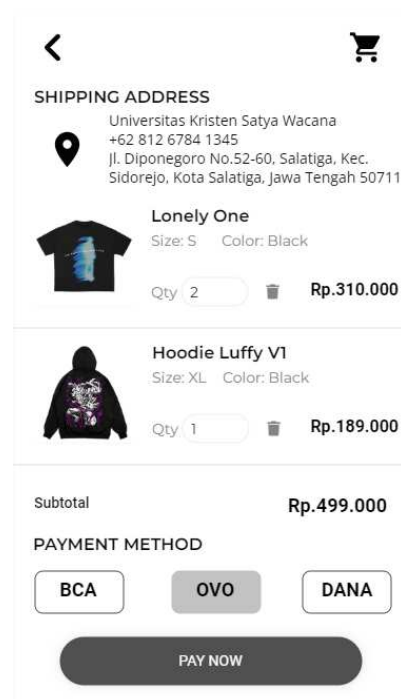 SHIPPING ADDRESS
Universitas Kristen Satya Wacana
+62 812 6784 1345
Jl. Diponegoro No.52-60, Salatiga, Kec.
Sidorejo, Kota Salatiga, Jawa Tengah 50711
Lonely One
Size: S Color: Black
Qty 2 Rp.310.000
Hoodie Luffy V1
Size: XL Color: Black
Qty 1 Rp.189.000
Subtotal Rp.499.000
PAYMENT METHOD
BCA OVO DANA
PAY NOW